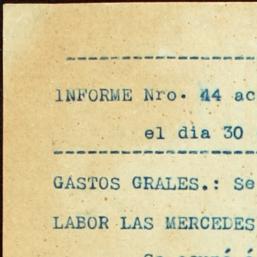 INFORME Nro. 44 ac
el dia 30
GASTOS GRALES.: Se
LABOR LAS MERCEDES